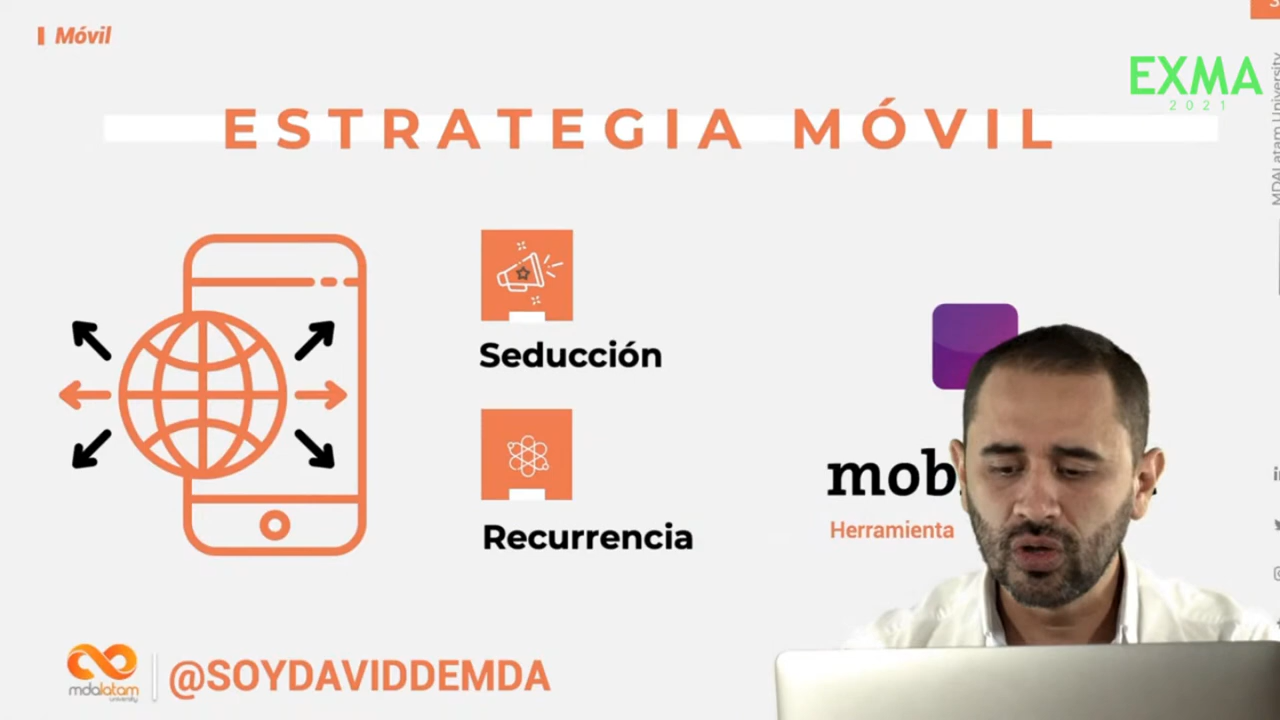 Móvil
EXMA
2021
ESTRATEGIA MÓVIL
MDALatam University
Seducción
Recurrencia
mob
Herramienta
mdalatam
university
@SOYDAVIDDEMDA